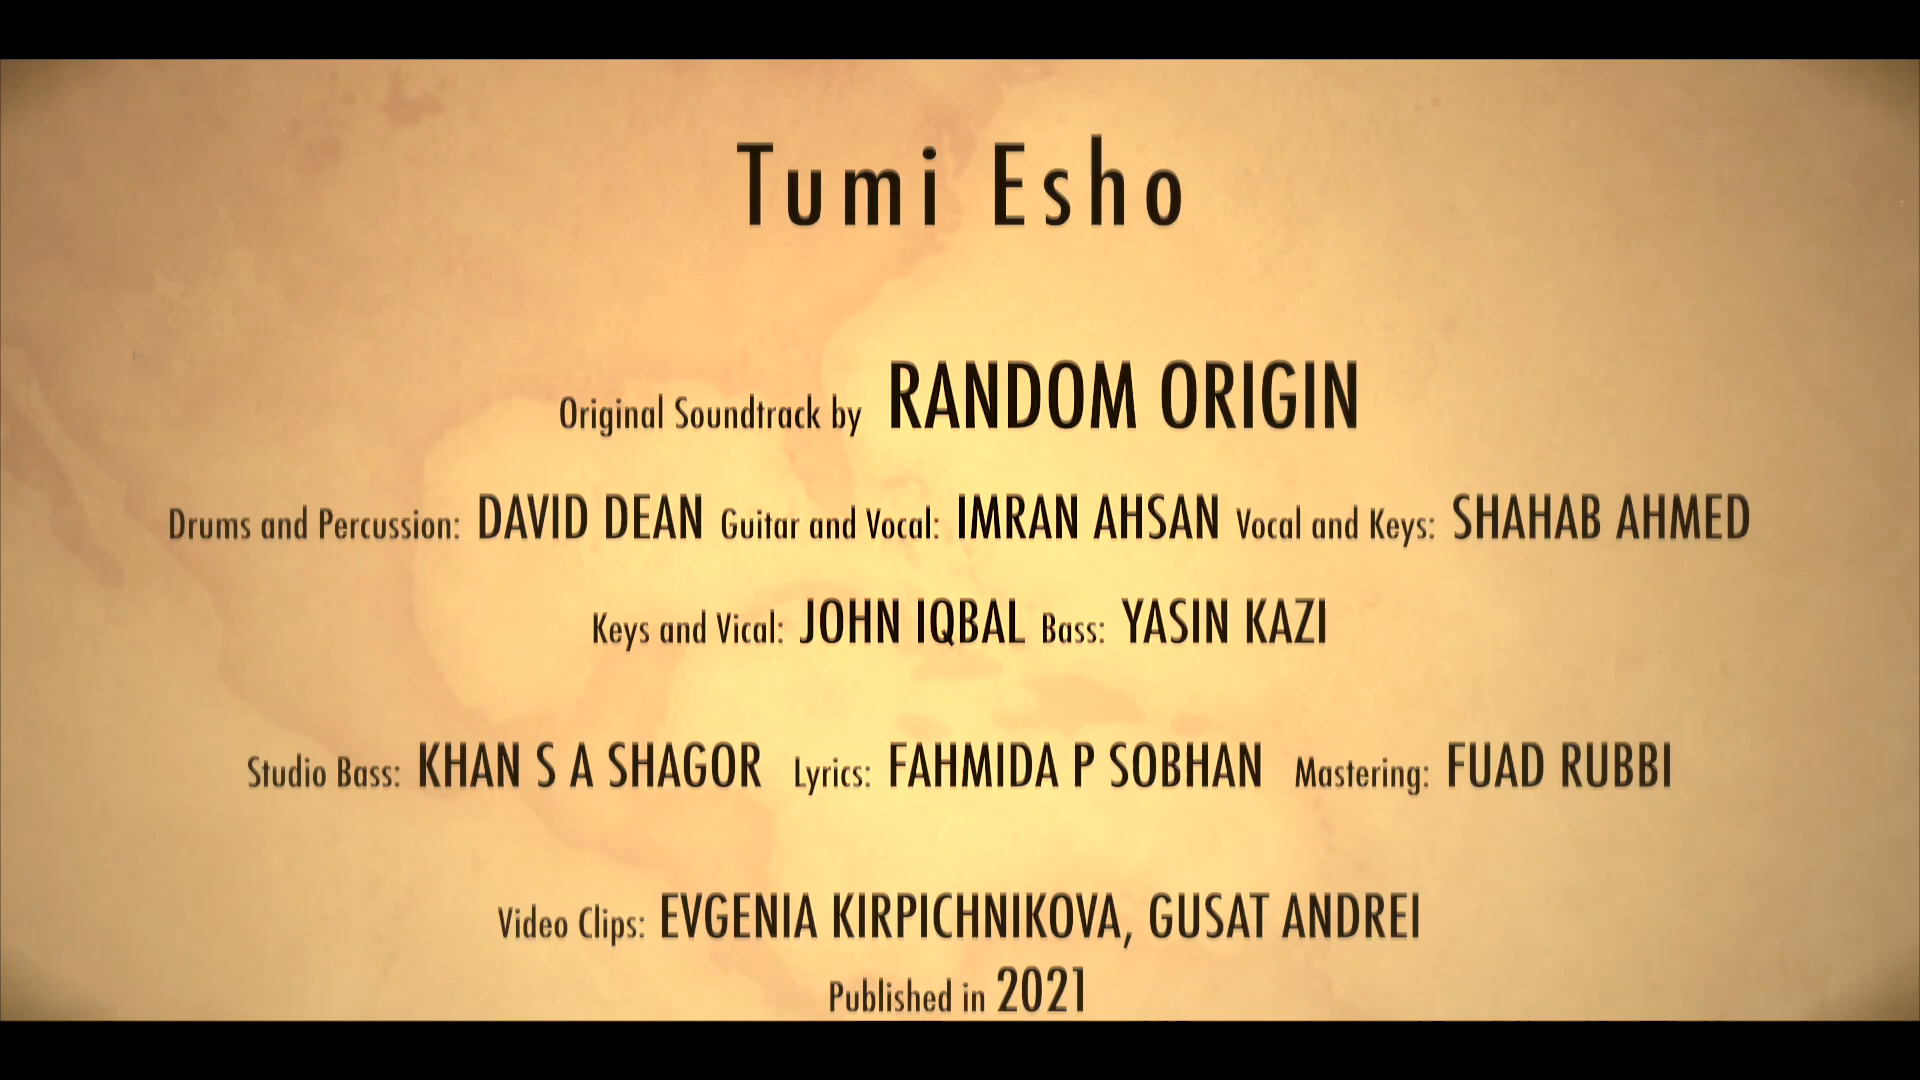 Tumi Esho
Original Soundtrack by RANDOM ORIGIN
Drums and Percussion: DAVID DEAN Guitar and Vocal: IMRAN AHSAN Vocal and Keys: SHAHAB AHMED
Keys and Vical: JOHN IQBAL Bass: YASIN KAZI
Studio Bass: KHAN S A SHAGOR Lyrics: FAHMIDA P SOBHAN Mastering: FUAD RUBBI
Video Clips: EVGENIA KIRPICHNIKOVA, GUSAT ANDREI
Published in 2021